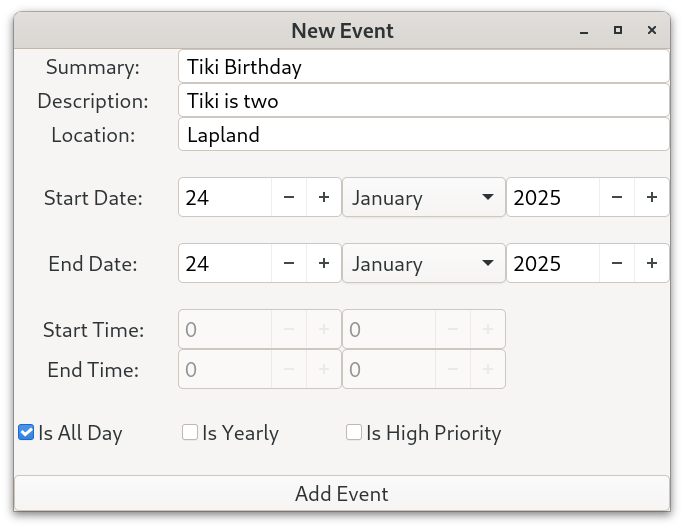 New Event
Summary: Tiki Birthday
Description: Tiki is two
Location: Lapland
Start Date: 24 − + January 2025 − +
End Date: 24 − + January 2025 − +
Start Time: 0 − + 0 − +
End Time: 0 − + 0 − +
Is All Day Is Yearly Is High Priority
Add Event